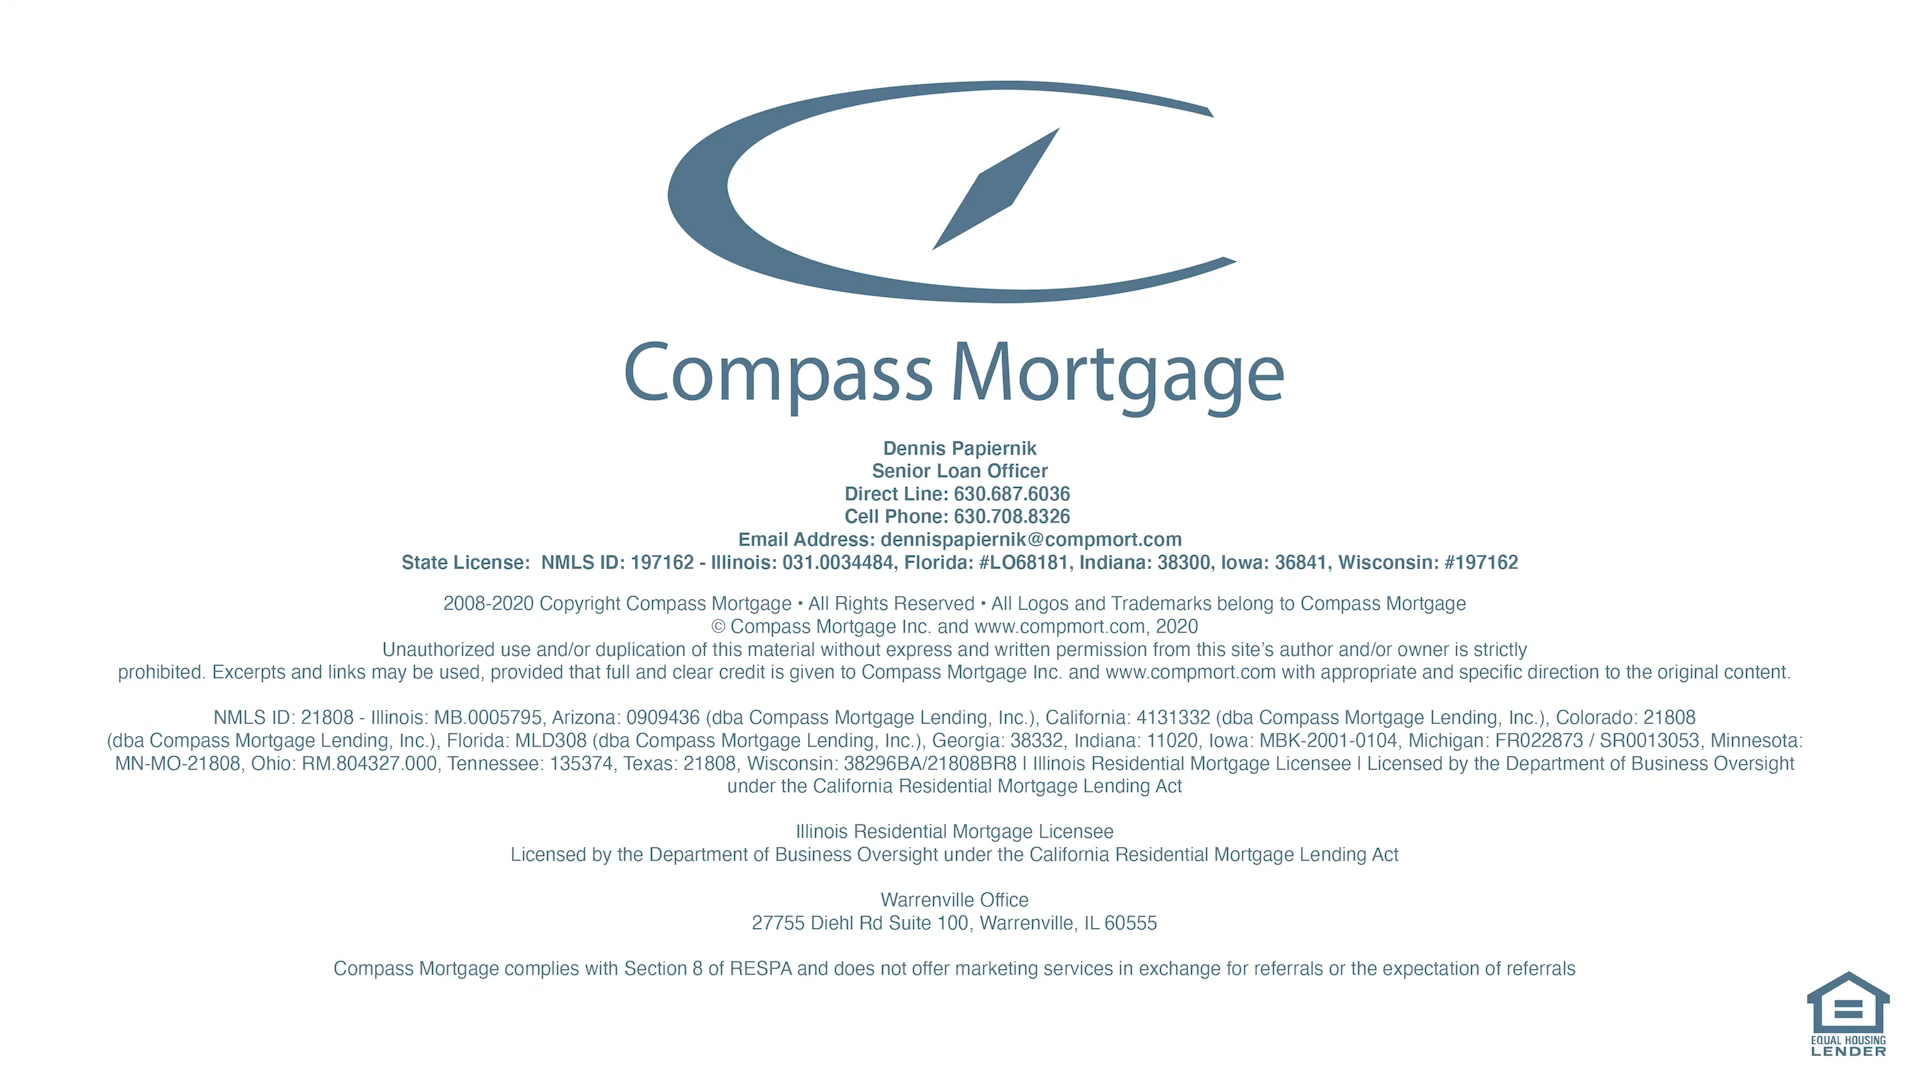 Compass Mortgage
Dennis Papiernik
Senior Loan Officer
Direct Line: 630.687.6036
Cell Phone: 630.708.8326
Email Address: dennispapiernik@compmort.com
State License:  NMLS ID: 197162 - Illinois: 031.0034484, Florida: #LO68181, Indiana: 38300, Iowa: 36841, Wisconsin: #197162
2008-2020 Copyright Compass Mortgage • All Rights Reserved • All Logos and Trademarks belong to Compass Mortgage
© Compass Mortgage Inc. and www.compmort.com, 2020
Unauthorized use and/or duplication of this material without express and written permission from this site’s author and/or owner is strictly
prohibited. Excerpts and links may be used, provided that full and clear credit is given to Compass Mortgage Inc. and www.compmort.com with appropriate and specific direction to the original content.
NMLS ID: 21808 - Illinois: MB.0005795, Arizona: 0909436 (dba Compass Mortgage Lending, Inc.), California: 4131332 (dba Compass Mortgage Lending, Inc.), Colorado: 21808
(dba Compass Mortgage Lending, Inc.), Florida: MLD308 (dba Compass Mortgage Lending, Inc.), Georgia: 38332, Indiana: 11020, Iowa: MBK-2001-0104, Michigan: FR022873 / SR0013053, Minnesota:
MN-MO-21808, Ohio: RM.804327.000, Tennessee: 135374, Texas: 21808, Wisconsin: 38296BA/21808BR8 | Illinois Residential Mortgage Licensee | Licensed by the Department of Business Oversight
under the California Residential Mortgage Lending Act
Illinois Residential Mortgage Licensee
Licensed by the Department of Business Oversight under the California Residential Mortgage Lending Act
Warrenville Office
27755 Diehl Rd Suite 100, Warrenville, IL 60555
Compass Mortgage complies with Section 8 of RESPA and does not offer marketing services in exchange for referrals or the expectation of referrals
EQUAL HOUSING
LENDER